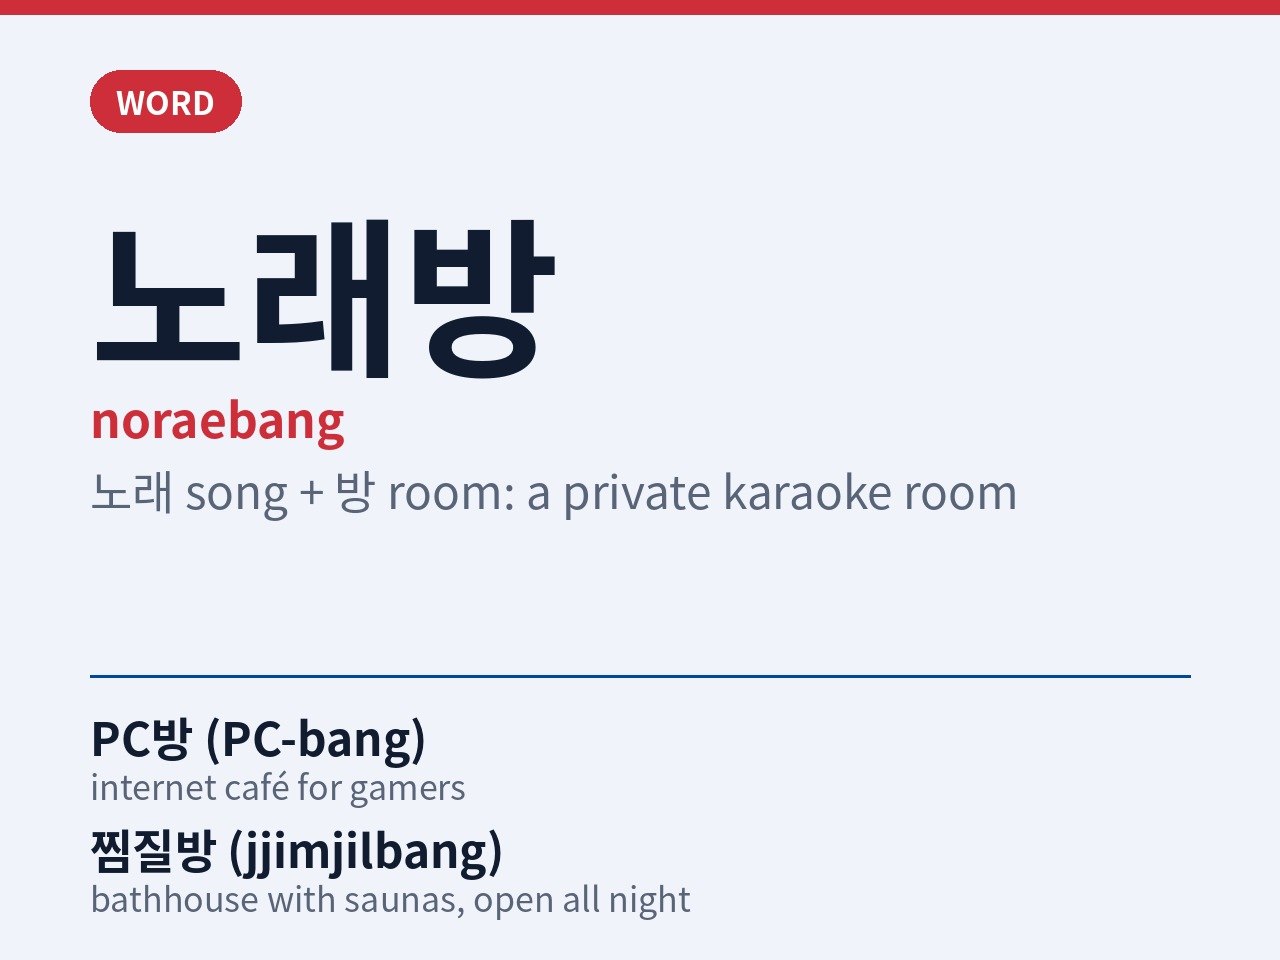 WORD
노래방
noraebang
노래 song + 방 room: a private karaoke room
PC방 (PC-bang)
internet café for gamers
찜질방 (jjimjilbang)
bathhouse with saunas, open all night